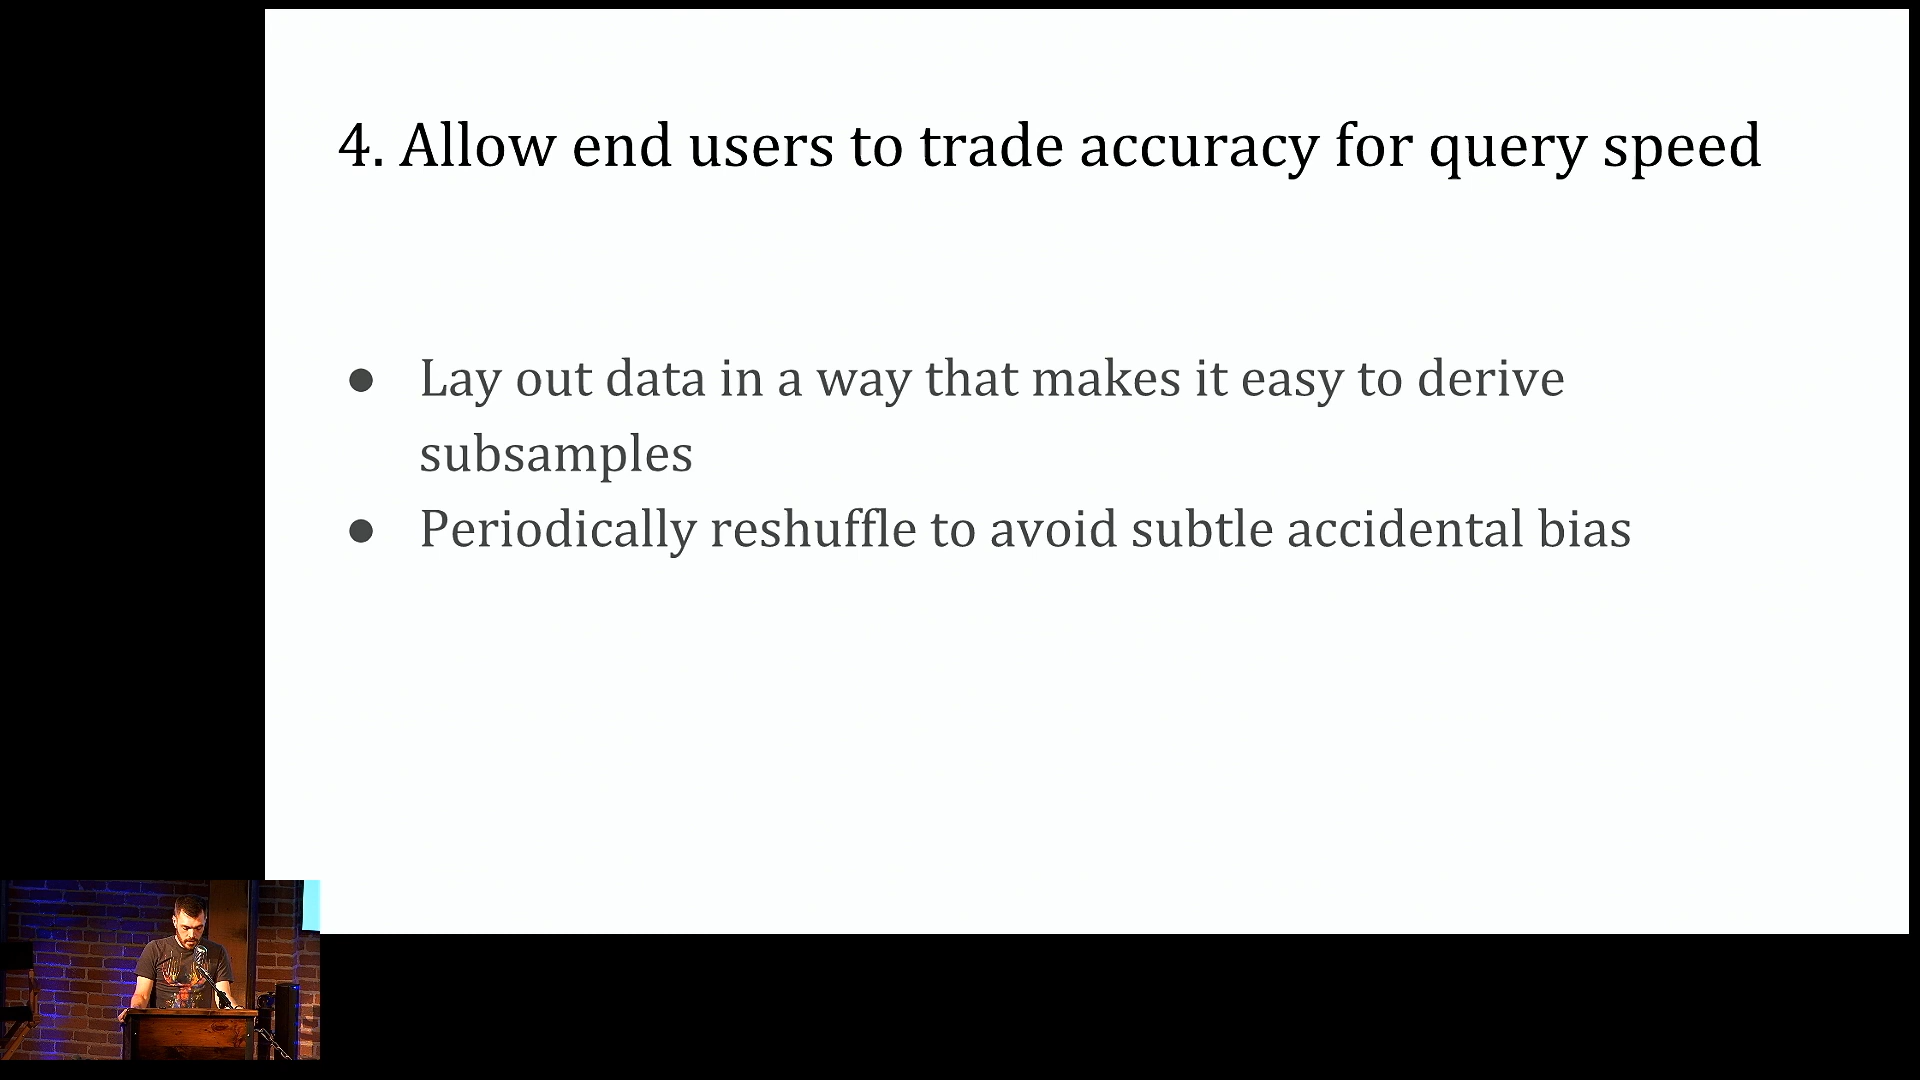 4. Allow end users to trade accuracy for query speed
● Lay out data in a way that makes it easy to derive
subsamples
● Periodically reshuffle to avoid subtle accidental bias